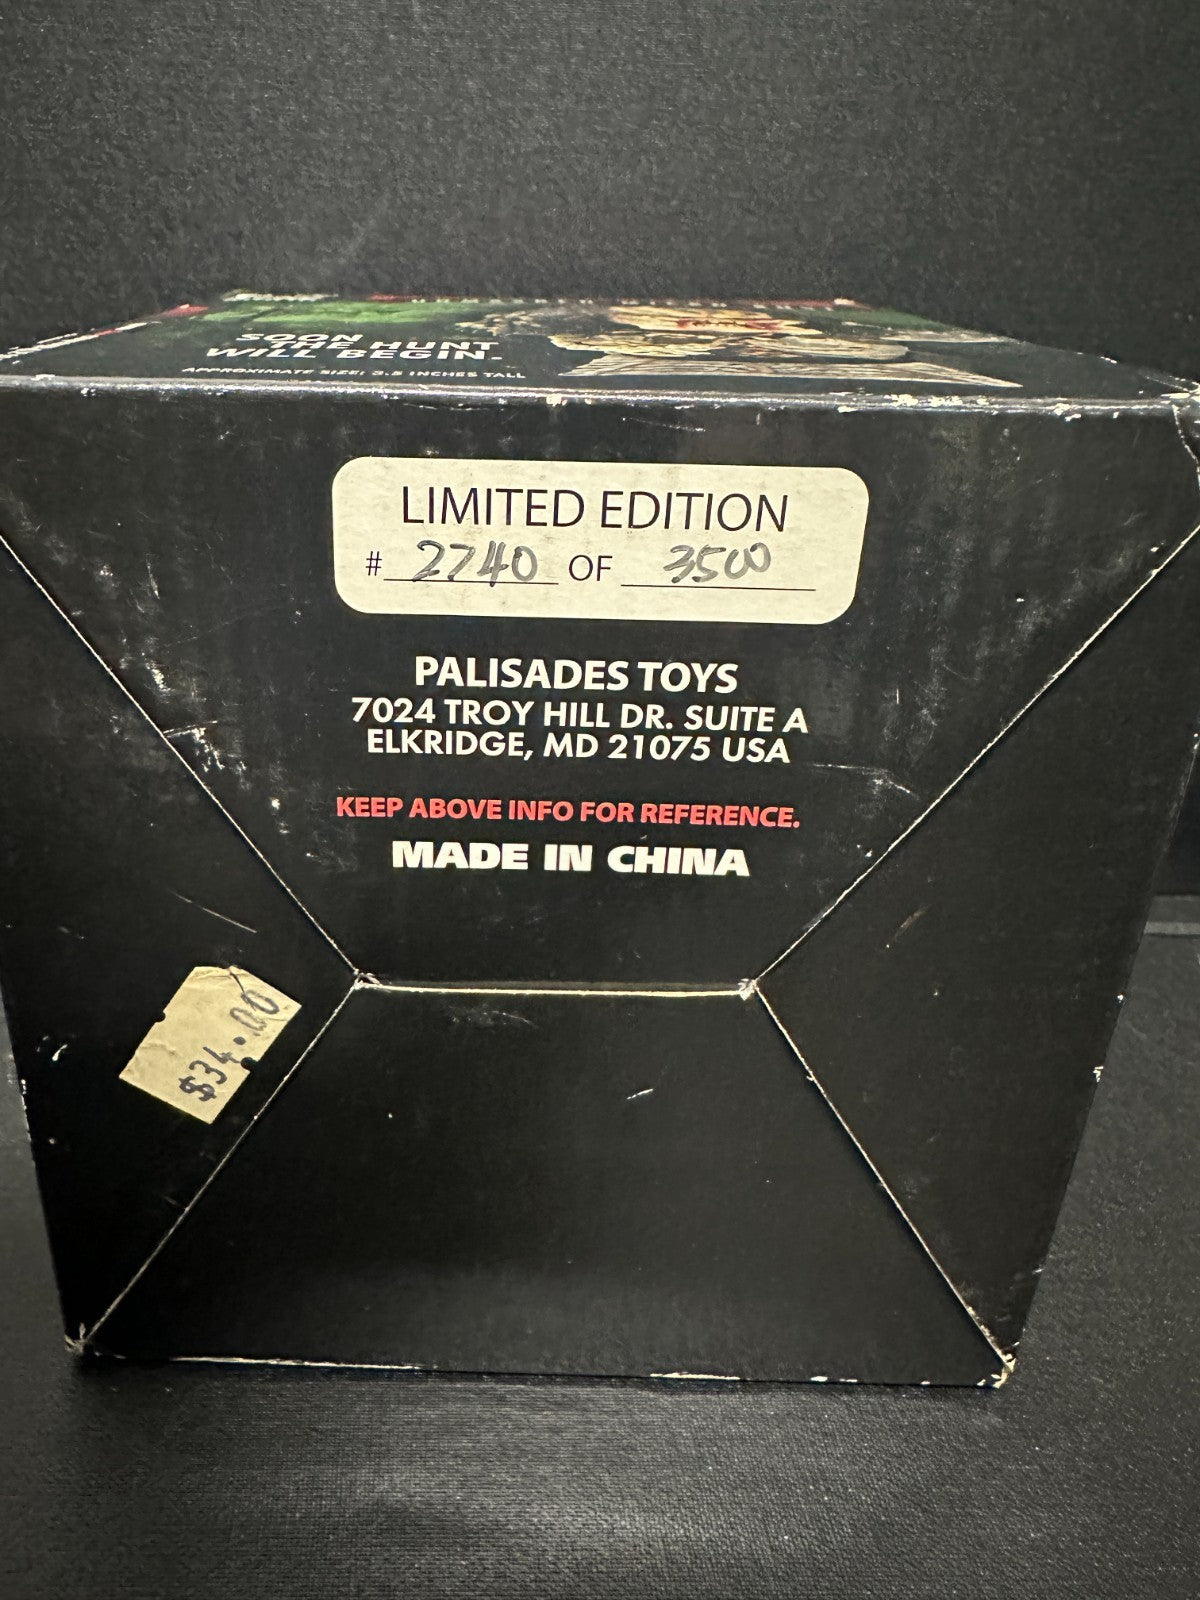 SOON
THE HUNT
WILL BEGIN.
APPROXIMATE SIZE: 3.5 INCHES TALL
LIMITED EDITION
# 2740 OF 3500
PALISADES TOYS
7024 TROY HILL DR. SUITE A
ELKRIDGE, MD 21075 USA
KEEP ABOVE INFO FOR REFERENCE.
MADE IN CHINA
$34.00